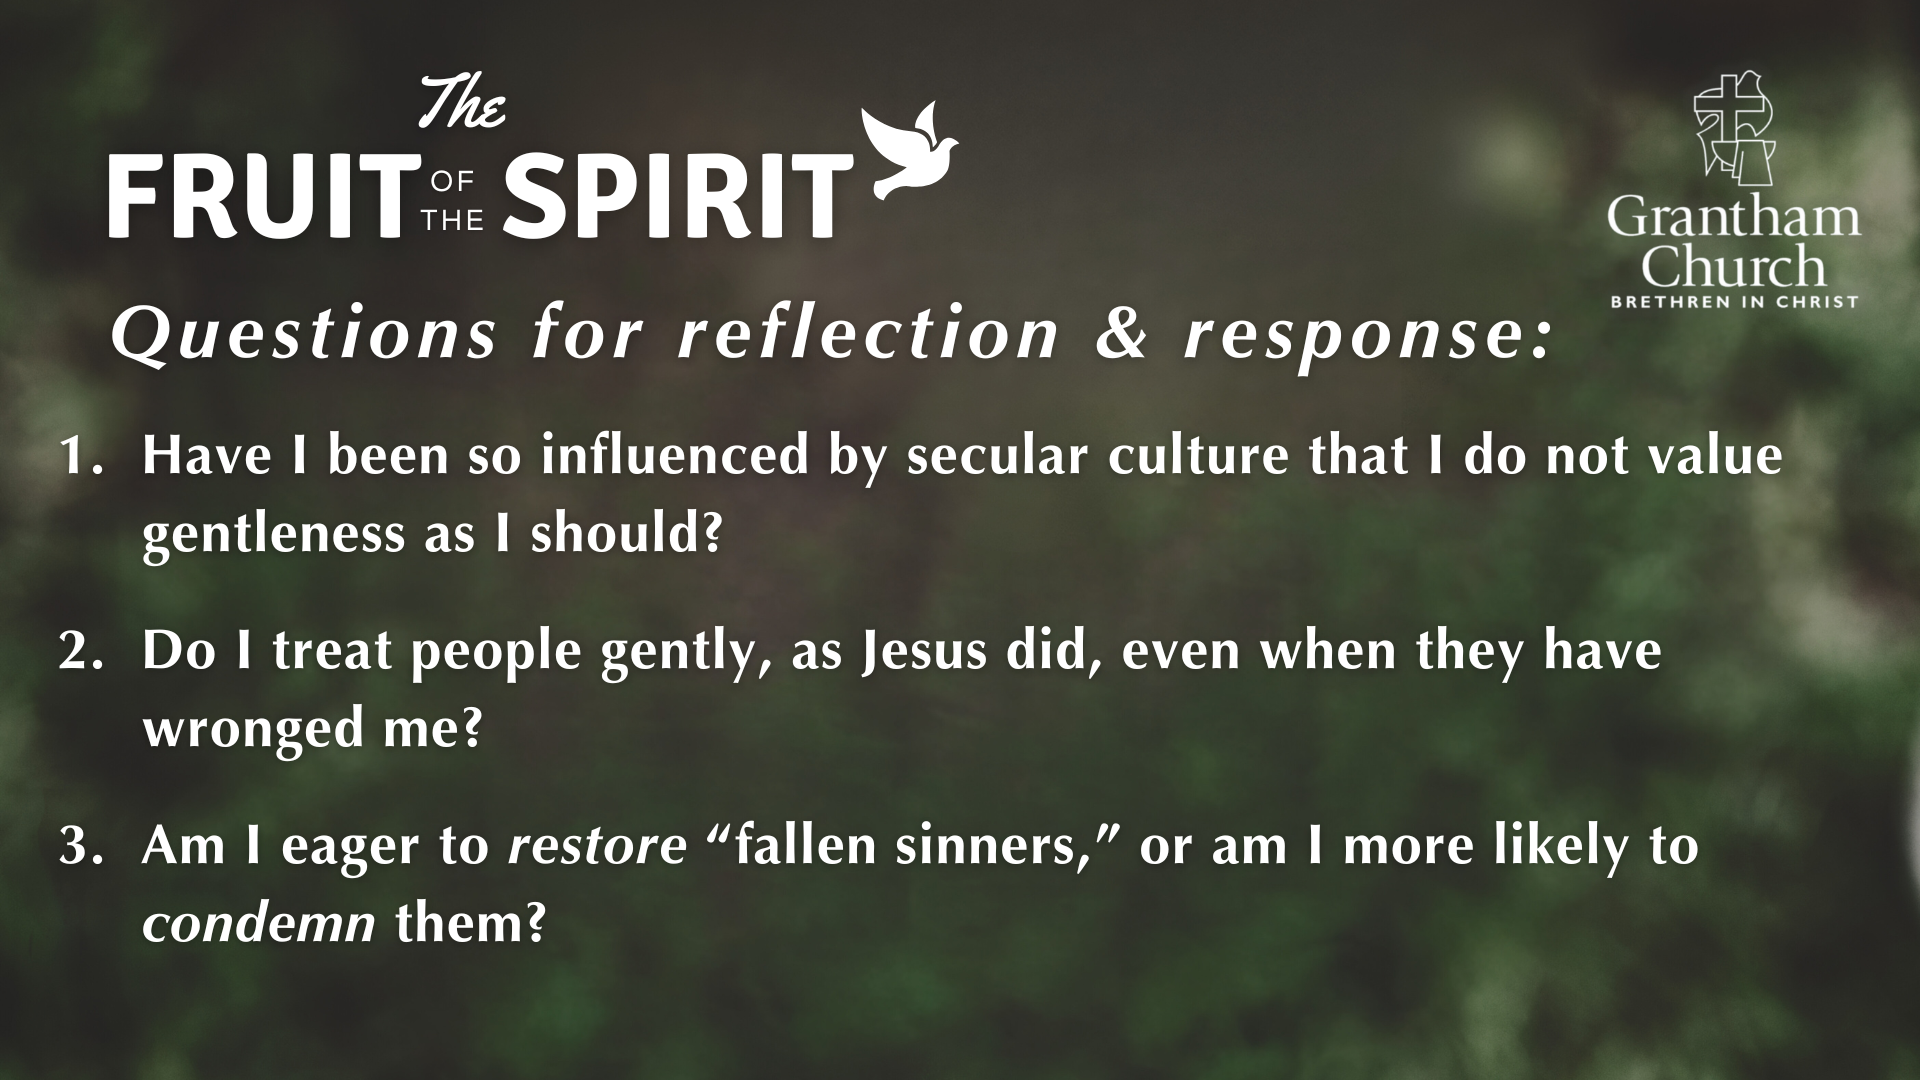 The
FRUIT OF THE SPIRIT
Grantham
Church
BRETHREN IN CHRIST
Questions for reflection & response:
1. Have I been so influenced by secular culture that I do not value
gentleness as I should?
2. Do I treat people gently, as Jesus did, even when they have
wronged me?
3. Am I eager to restore “fallen sinners,” or am I more likely to
condemn them?